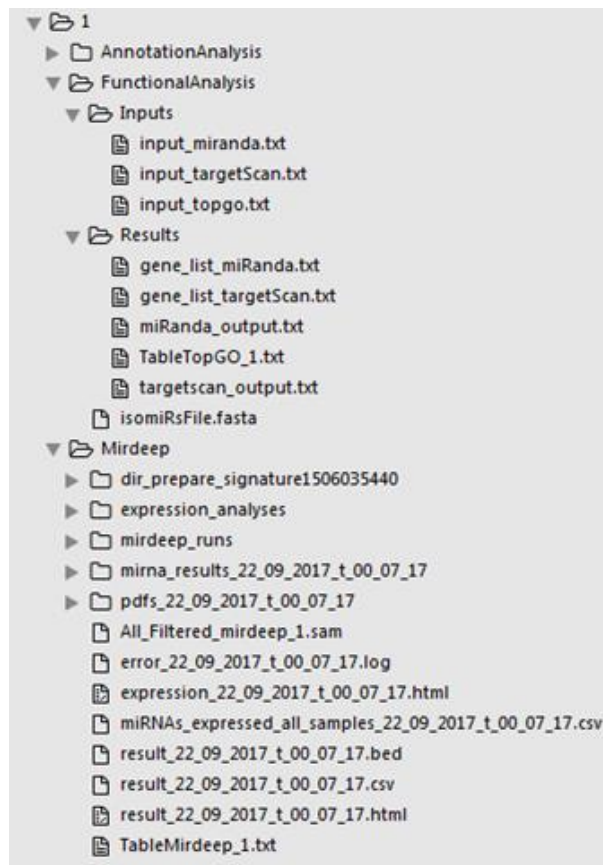 1
AnnotationAnalysis
FunctionalAnalysis
Inputs
input_miranda.txt
input_targetScan.txt
input_topgo.txt
Results
gene_list_miRanda.txt
gene_list_targetScan.txt
miRanda_output.txt
TableTopGO_1.txt
targetscan_output.txt
isomiRsFile.fasta
Mirdeep
dir_prepare_signature1506035440
expression_analyses
mirdeep_runs
mirna_results_22_09_2017_t_00_07_17
pdfs_22_09_2017_t_00_07_17
All_Filtered_mirdeep_1.sam
error_22_09_2017_t_00_07_17.log
expression_22_09_2017_t_00_07_17.html
miRNAs_expressed_all_samples_22_09_2017_t_00_07_17.csv
result_22_09_2017_t_00_07_17.bed
result_22_09_2017_t_00_07_17.csv
result_22_09_2017_t_00_07_17.html
TableMirdeep_1.txt